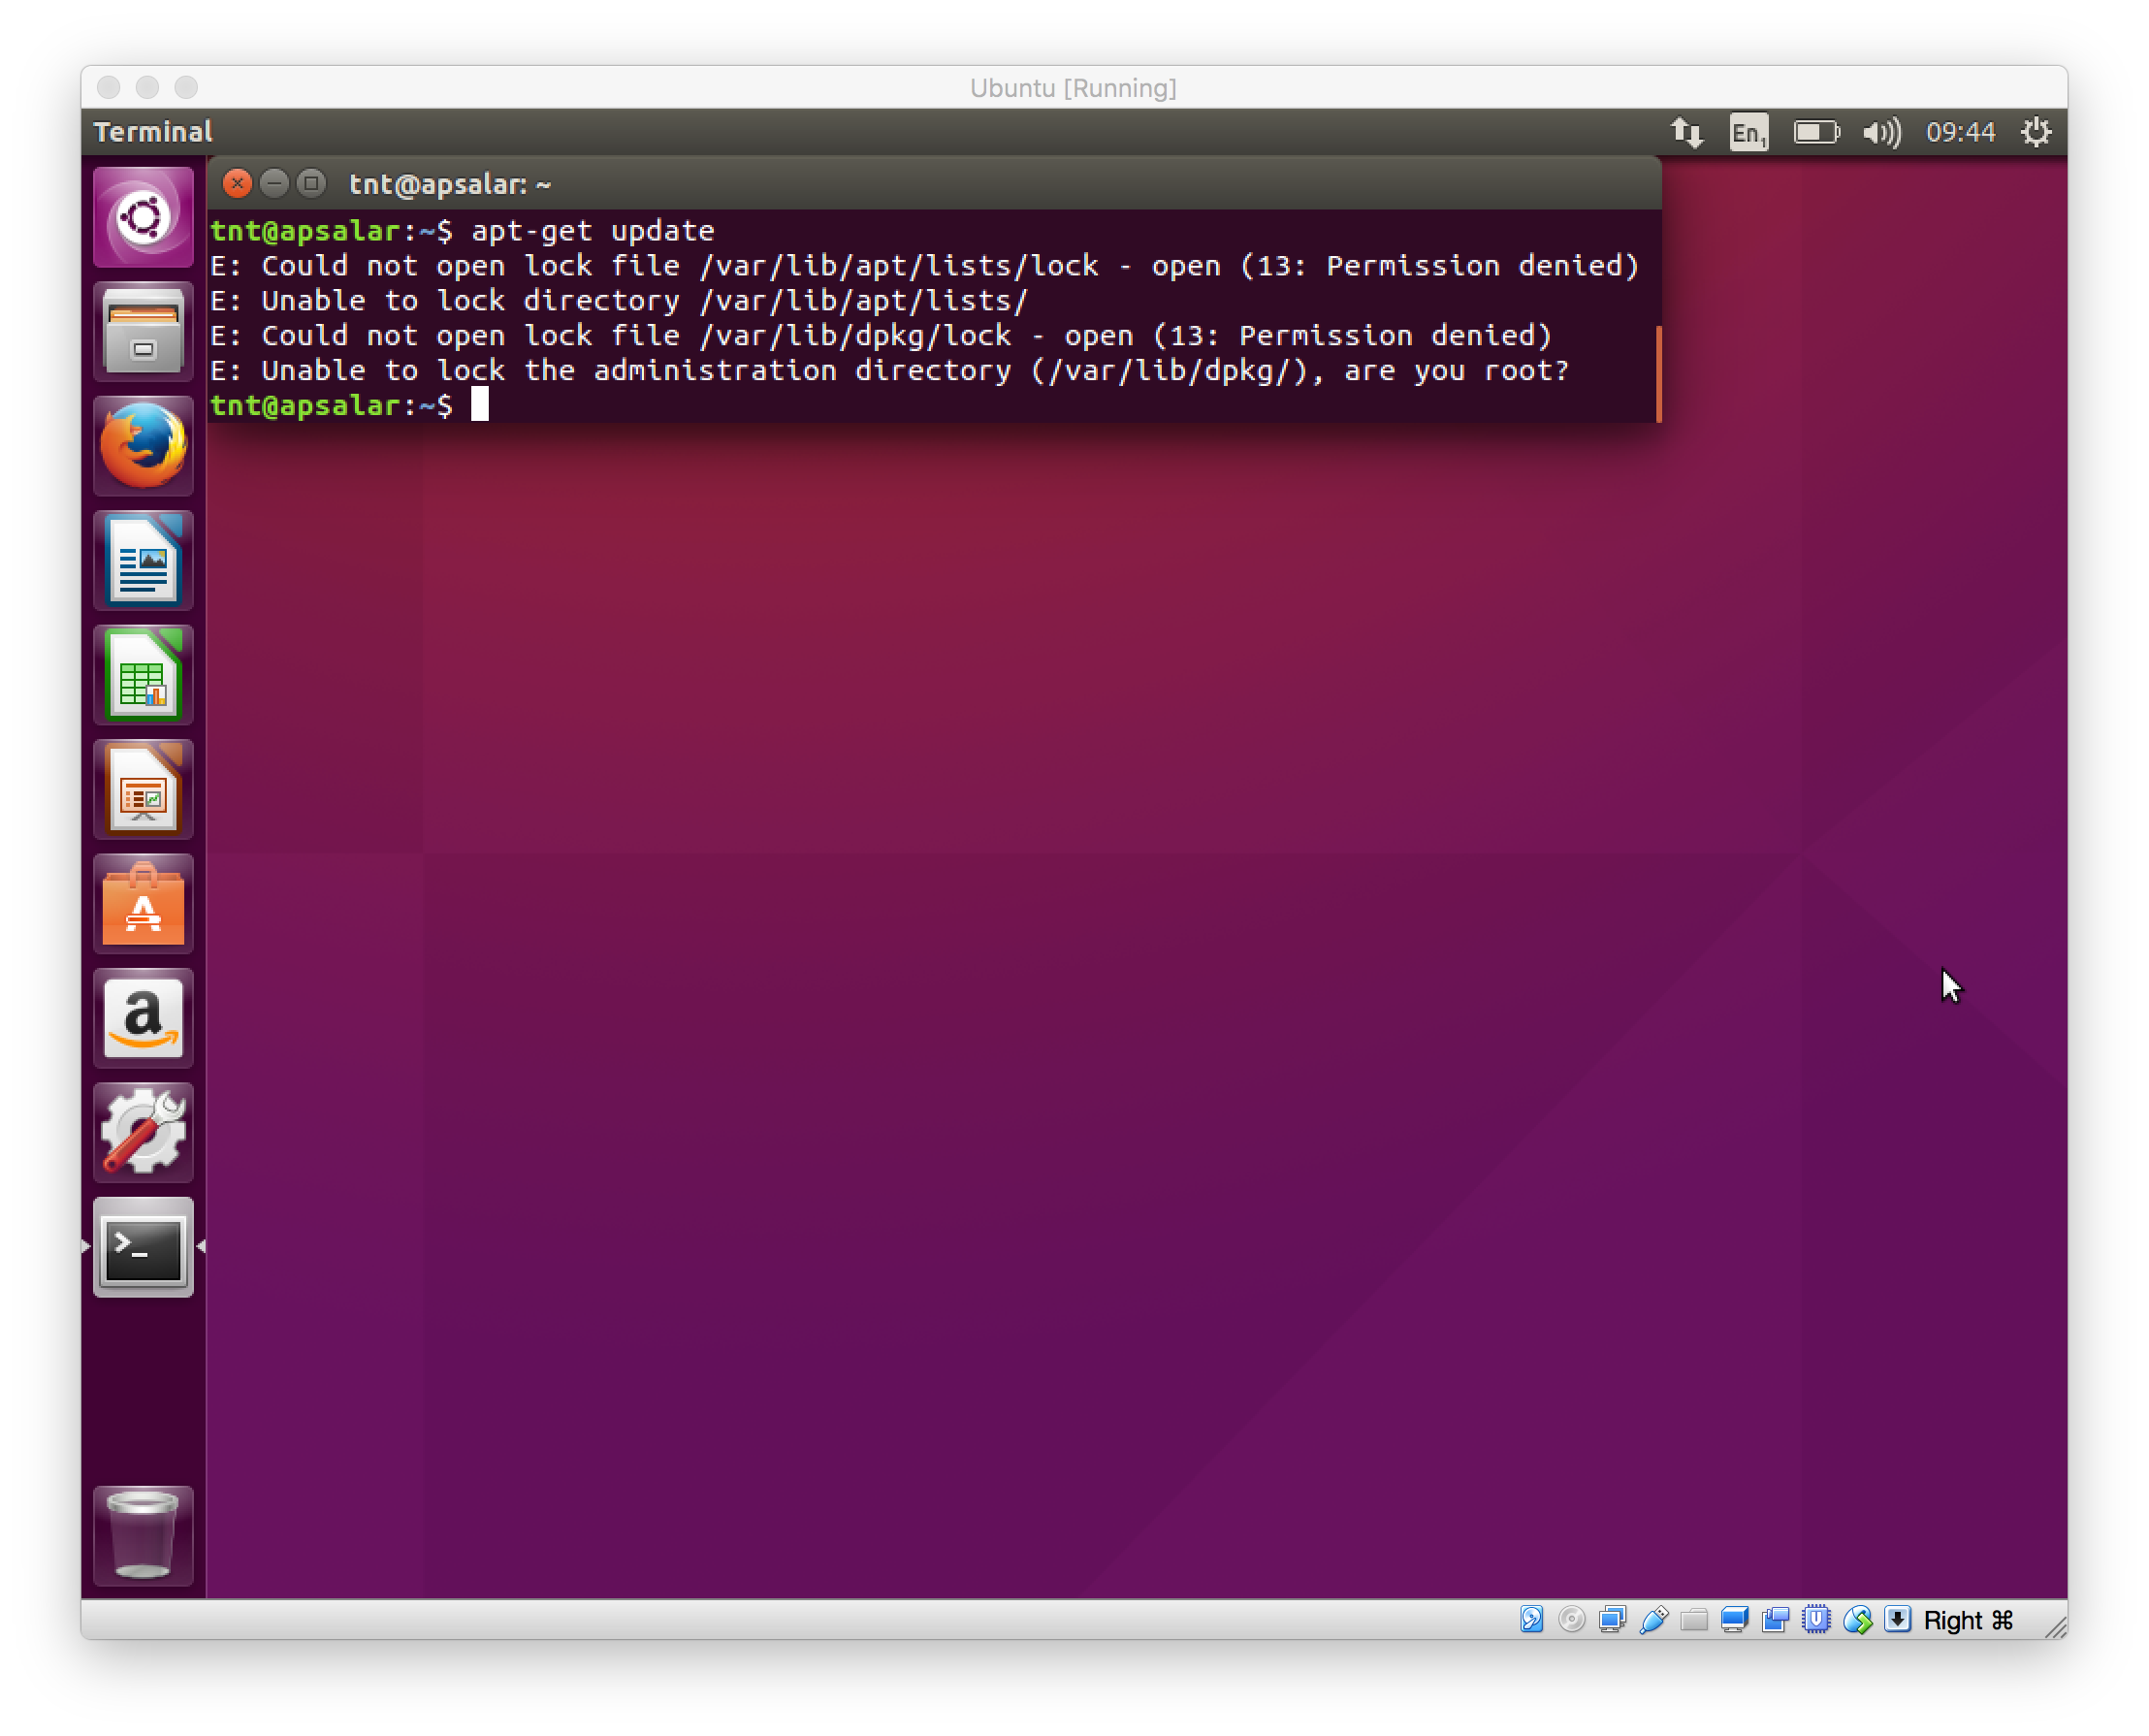 Ubuntu [Running]
Terminal
En1
09:44
tnt@apsalar: ~
tnt@apsalar:~$ apt-get update
E: Could not open lock file /var/lib/apt/lists/lock - open (13: Permission denied)
E: Unable to lock directory /var/lib/apt/lists/
E: Could not open lock file /var/lib/dpkg/lock - open (13: Permission denied)
E: Unable to lock the administration directory (/var/lib/dpkg/), are you root?
tnt@apsalar:~$
Right ⌘